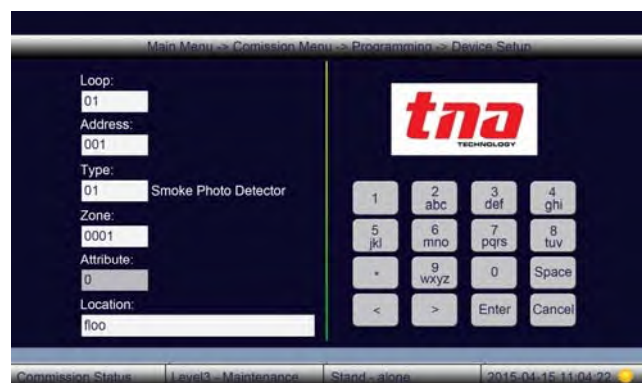 Main Menu -> Comission Menu -> Programming -> Device Setup
Loop:
01
Address:
001
Type:
01 Smoke Photo Detector
Zone:
0001
Attribute:
0
Location:
floo
tna
TECHNOLOGY
1 2 3 4
abc def ghi
5 6 7 8
jkl mno pqrs tuv
* 9 0 Space
wxyz
< > Enter Cancel
Commission Status Level3 - Maintenance Stand - alone 2015-04-15 11:04:22